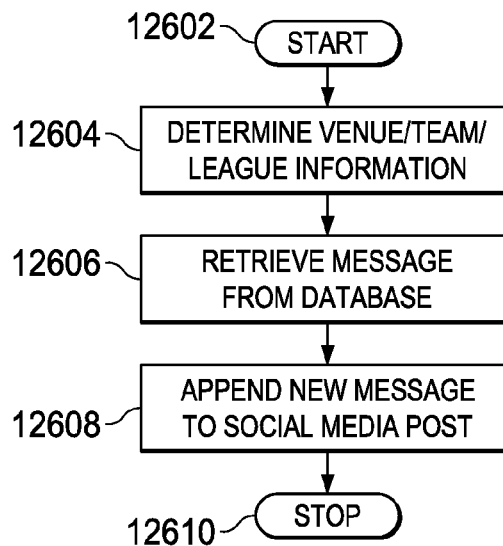 12602
START
12604
DETERMINE VENUE/TEAM/
LEAGUE INFORMATION
12606
RETRIEVE MESSAGE
FROM DATABASE
12608
APPEND NEW MESSAGE
TO SOCIAL MEDIA POST
12610
STOP